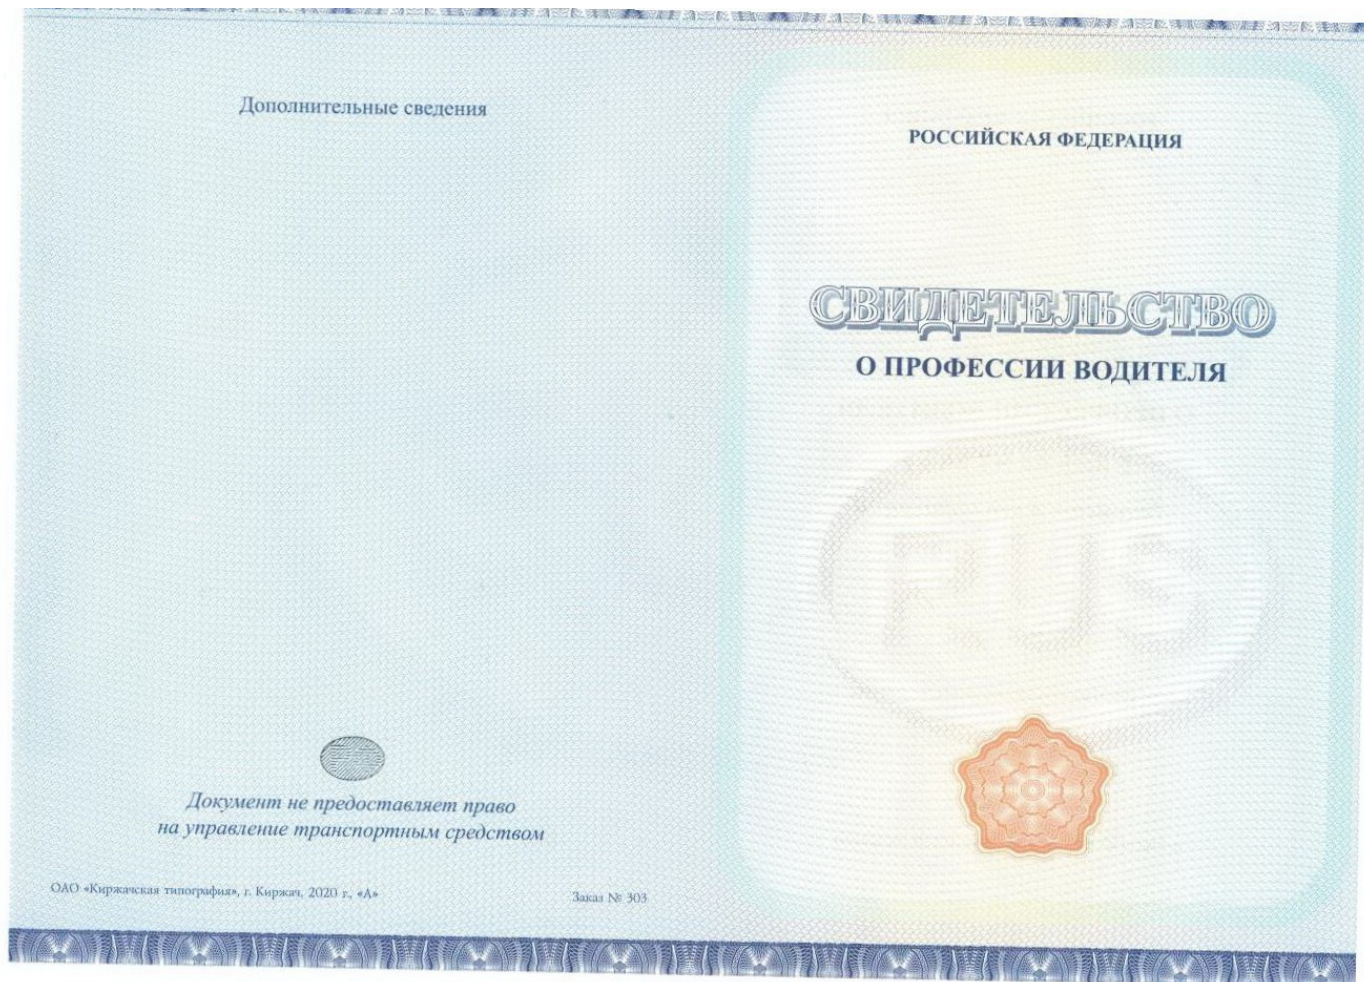 Дополнительные сведения
Документ не предоставляет право
на управление транспортным средством
ОАО «Киржачская типография», г. Киржач, 2020 г., «А»
Заказ № 303
РОССИЙСКАЯ ФЕДЕРАЦИЯ
СВИДЕТЕЛЬСТВО
О ПРОФЕССИИ ВОДИТЕЛЯ
RUS